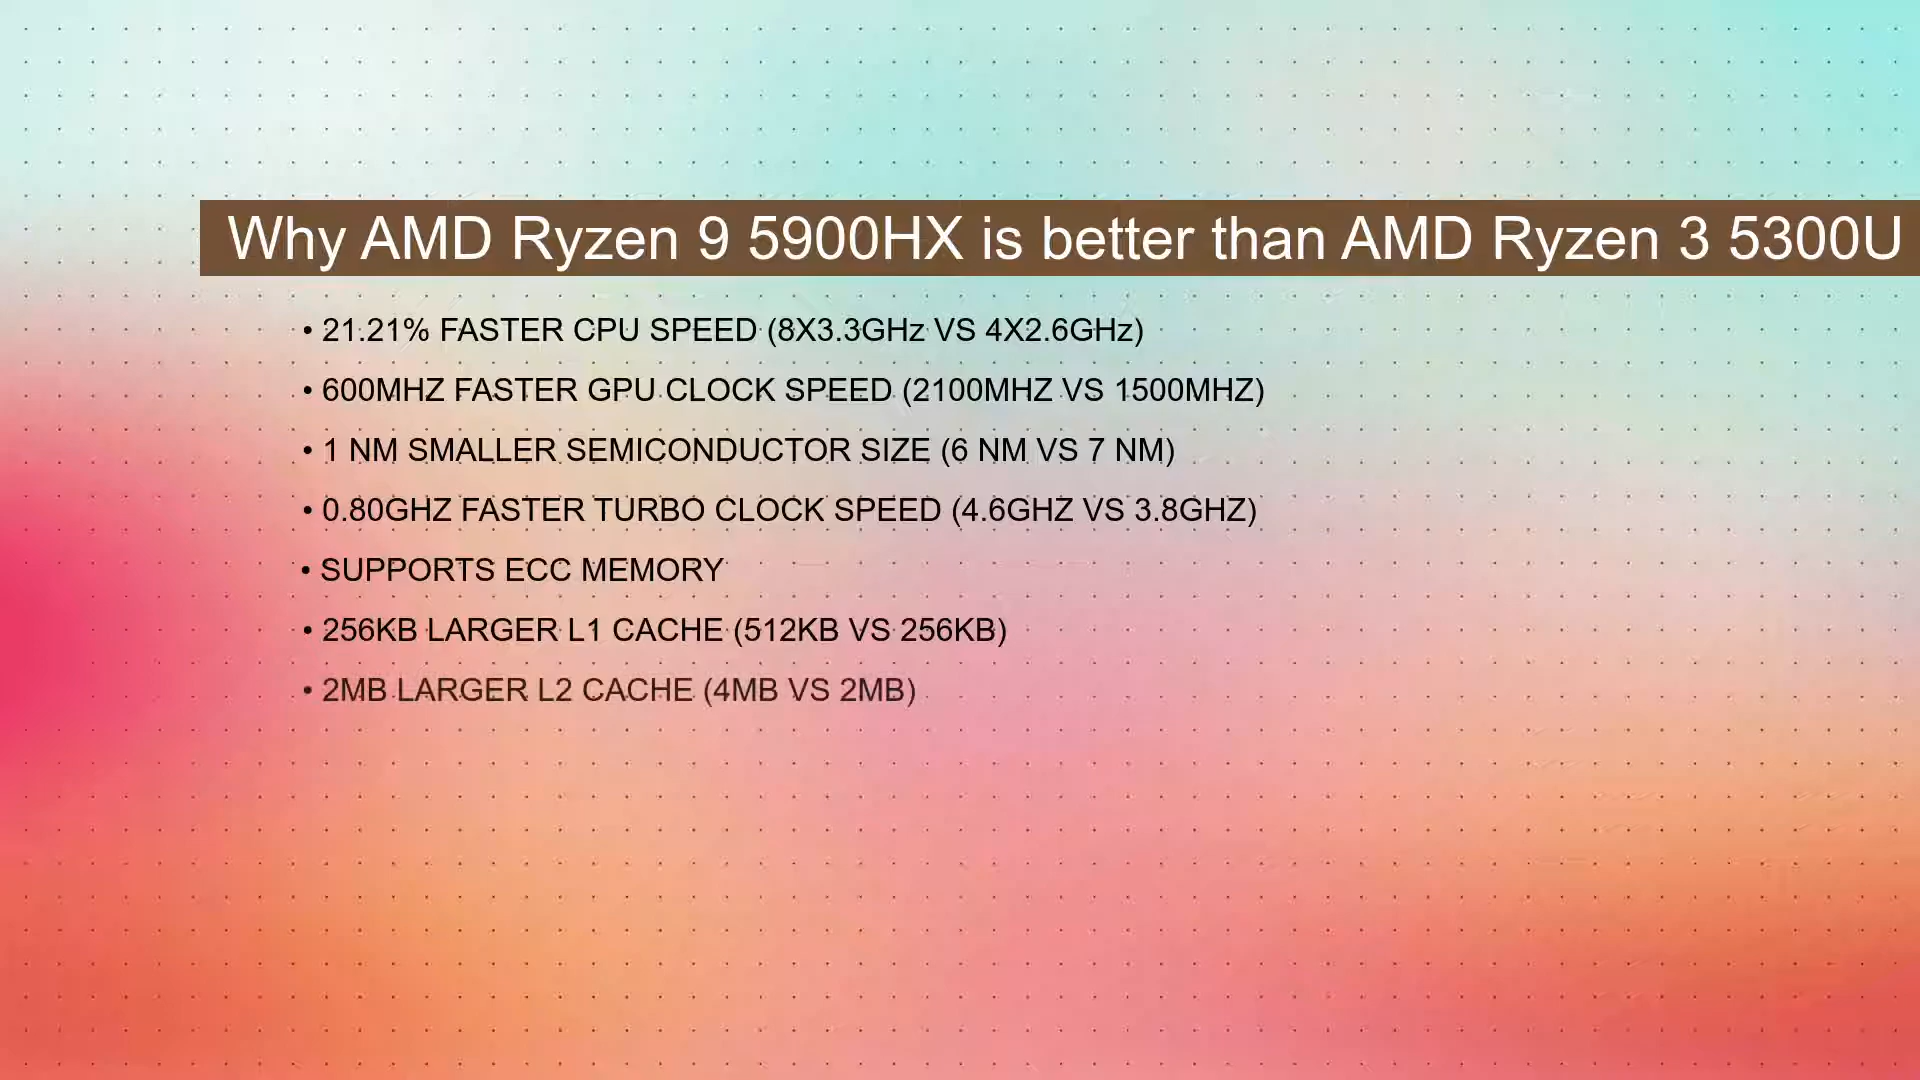 Why AMD Ryzen 9 5900HX is better than AMD Ryzen 3 5300U
• 21.21% FASTER CPU SPEED (8X3.3GHz VS 4X2.6GHz)
• 600MHZ FASTER GPU CLOCK SPEED (2100MHZ VS 1500MHZ)
• 1 NM SMALLER SEMICONDUCTOR SIZE (6 NM VS 7 NM)
• 0.80GHZ FASTER TURBO CLOCK SPEED (4.6GHZ VS 3.8GHZ)
• SUPPORTS ECC MEMORY
• 256KB LARGER L1 CACHE (512KB VS 256KB)
• 2MB LARGER L2 CACHE (4MB VS 2MB)